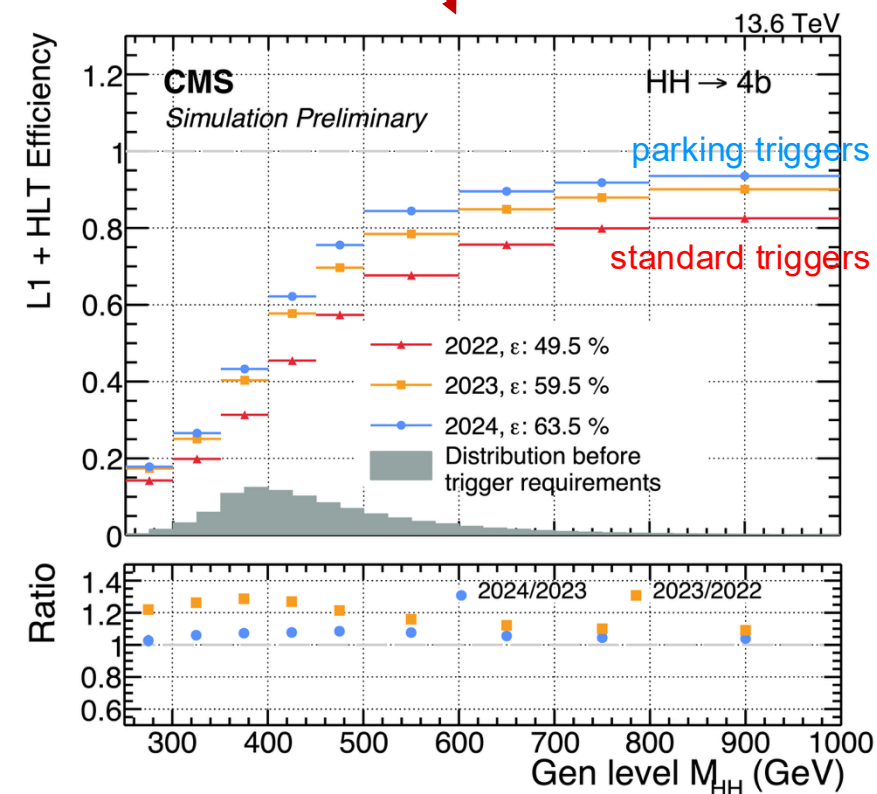 13.6 TeV
L1 + HLT Efficiency
CMS
HH → 4b
Simulation Preliminary
parking triggers
standard triggers
1.2
1
0.8
0.6
0.4
0.2
0
2022, ε: 49.5 %
2023, ε: 59.5 %
2024, ε: 63.5 %
Distribution before
trigger requirements
Ratio
1.4
1.2
1
0.8
0.6
2024/2023
2023/2022
300 400 500 600 700 800 900 1000
Gen level M_HH (GeV)